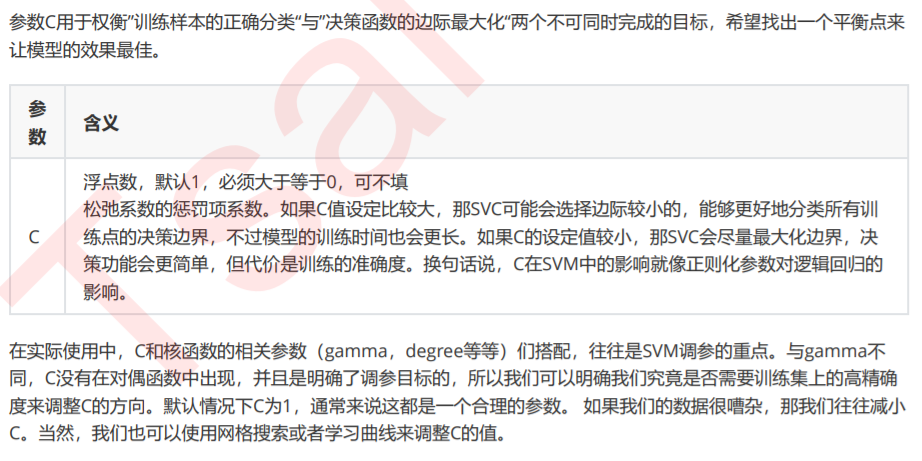 参数C用于权衡”训练样本的正确分类“与”决策函数的边际最大化“两个不可同时完成的目标，希望找出一个平衡点来
让模型的效果最佳。
参
数
含义
C
浮点数，默认1，必须大于等于0，可不填
松弛系数的惩罚项系数。如果C值设定比较大，那SVC可能会选择边际较小的，能够更好地分类所有训
练点的决策边界，不过模型的训练时间也会更长。如果C的设定值较小，那SVC会尽量最大化边界，决
策功能会更简单，但代价是训练的准确度。换句话说，C在SVM中的影响就像正则化参数对逻辑回归的
影响。
在实际使用中，C和核函数的相关参数（gamma，degree等等）们搭配，往往是SVM调参的重点。与gamma不
同，C没有在对偶函数中出现，并且是明确了调参目标的，所以我们可以明确我们究竟是否需要训练集上的高精确
度来调整C的方向。默认情况下C为1，通常来说这都是一个合理的参数。 如果我们的数据很嘈杂，那我们往往减小
C。当然，我们也可以使用网格搜索或者学习曲线来调整C的值。
Tsai